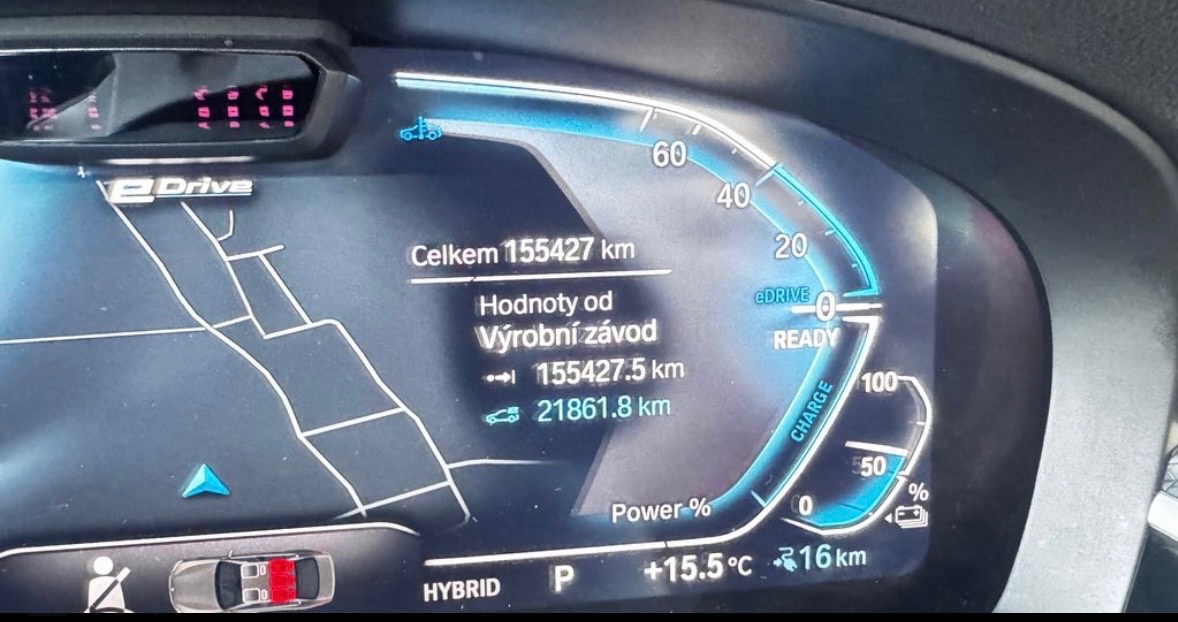 eDrive
60
40
Celkem 155427 km
20
eDRIVE 0
Hodnoty od
Výrobní závod
READY
155427.5 km
100
CHARGE
21861.8 km
50
%
Power %
0
HYBRID P +15.5 °C 16 km